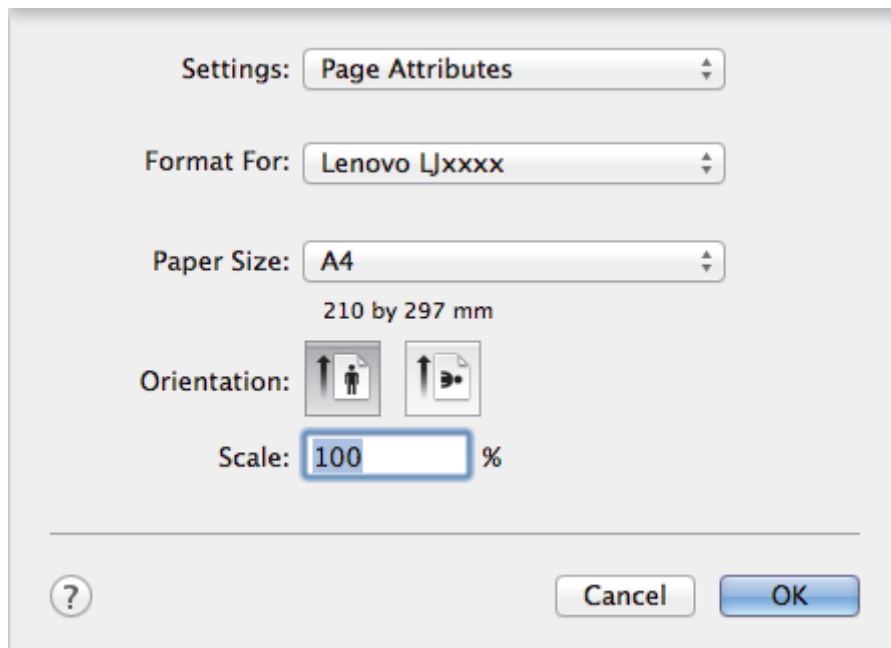 Settings: Page Attributes
Format For: Lenovo LJxxxx
Paper Size: A4
210 by 297 mm
Orientation:
Scale: 100 %
? Cancel OK